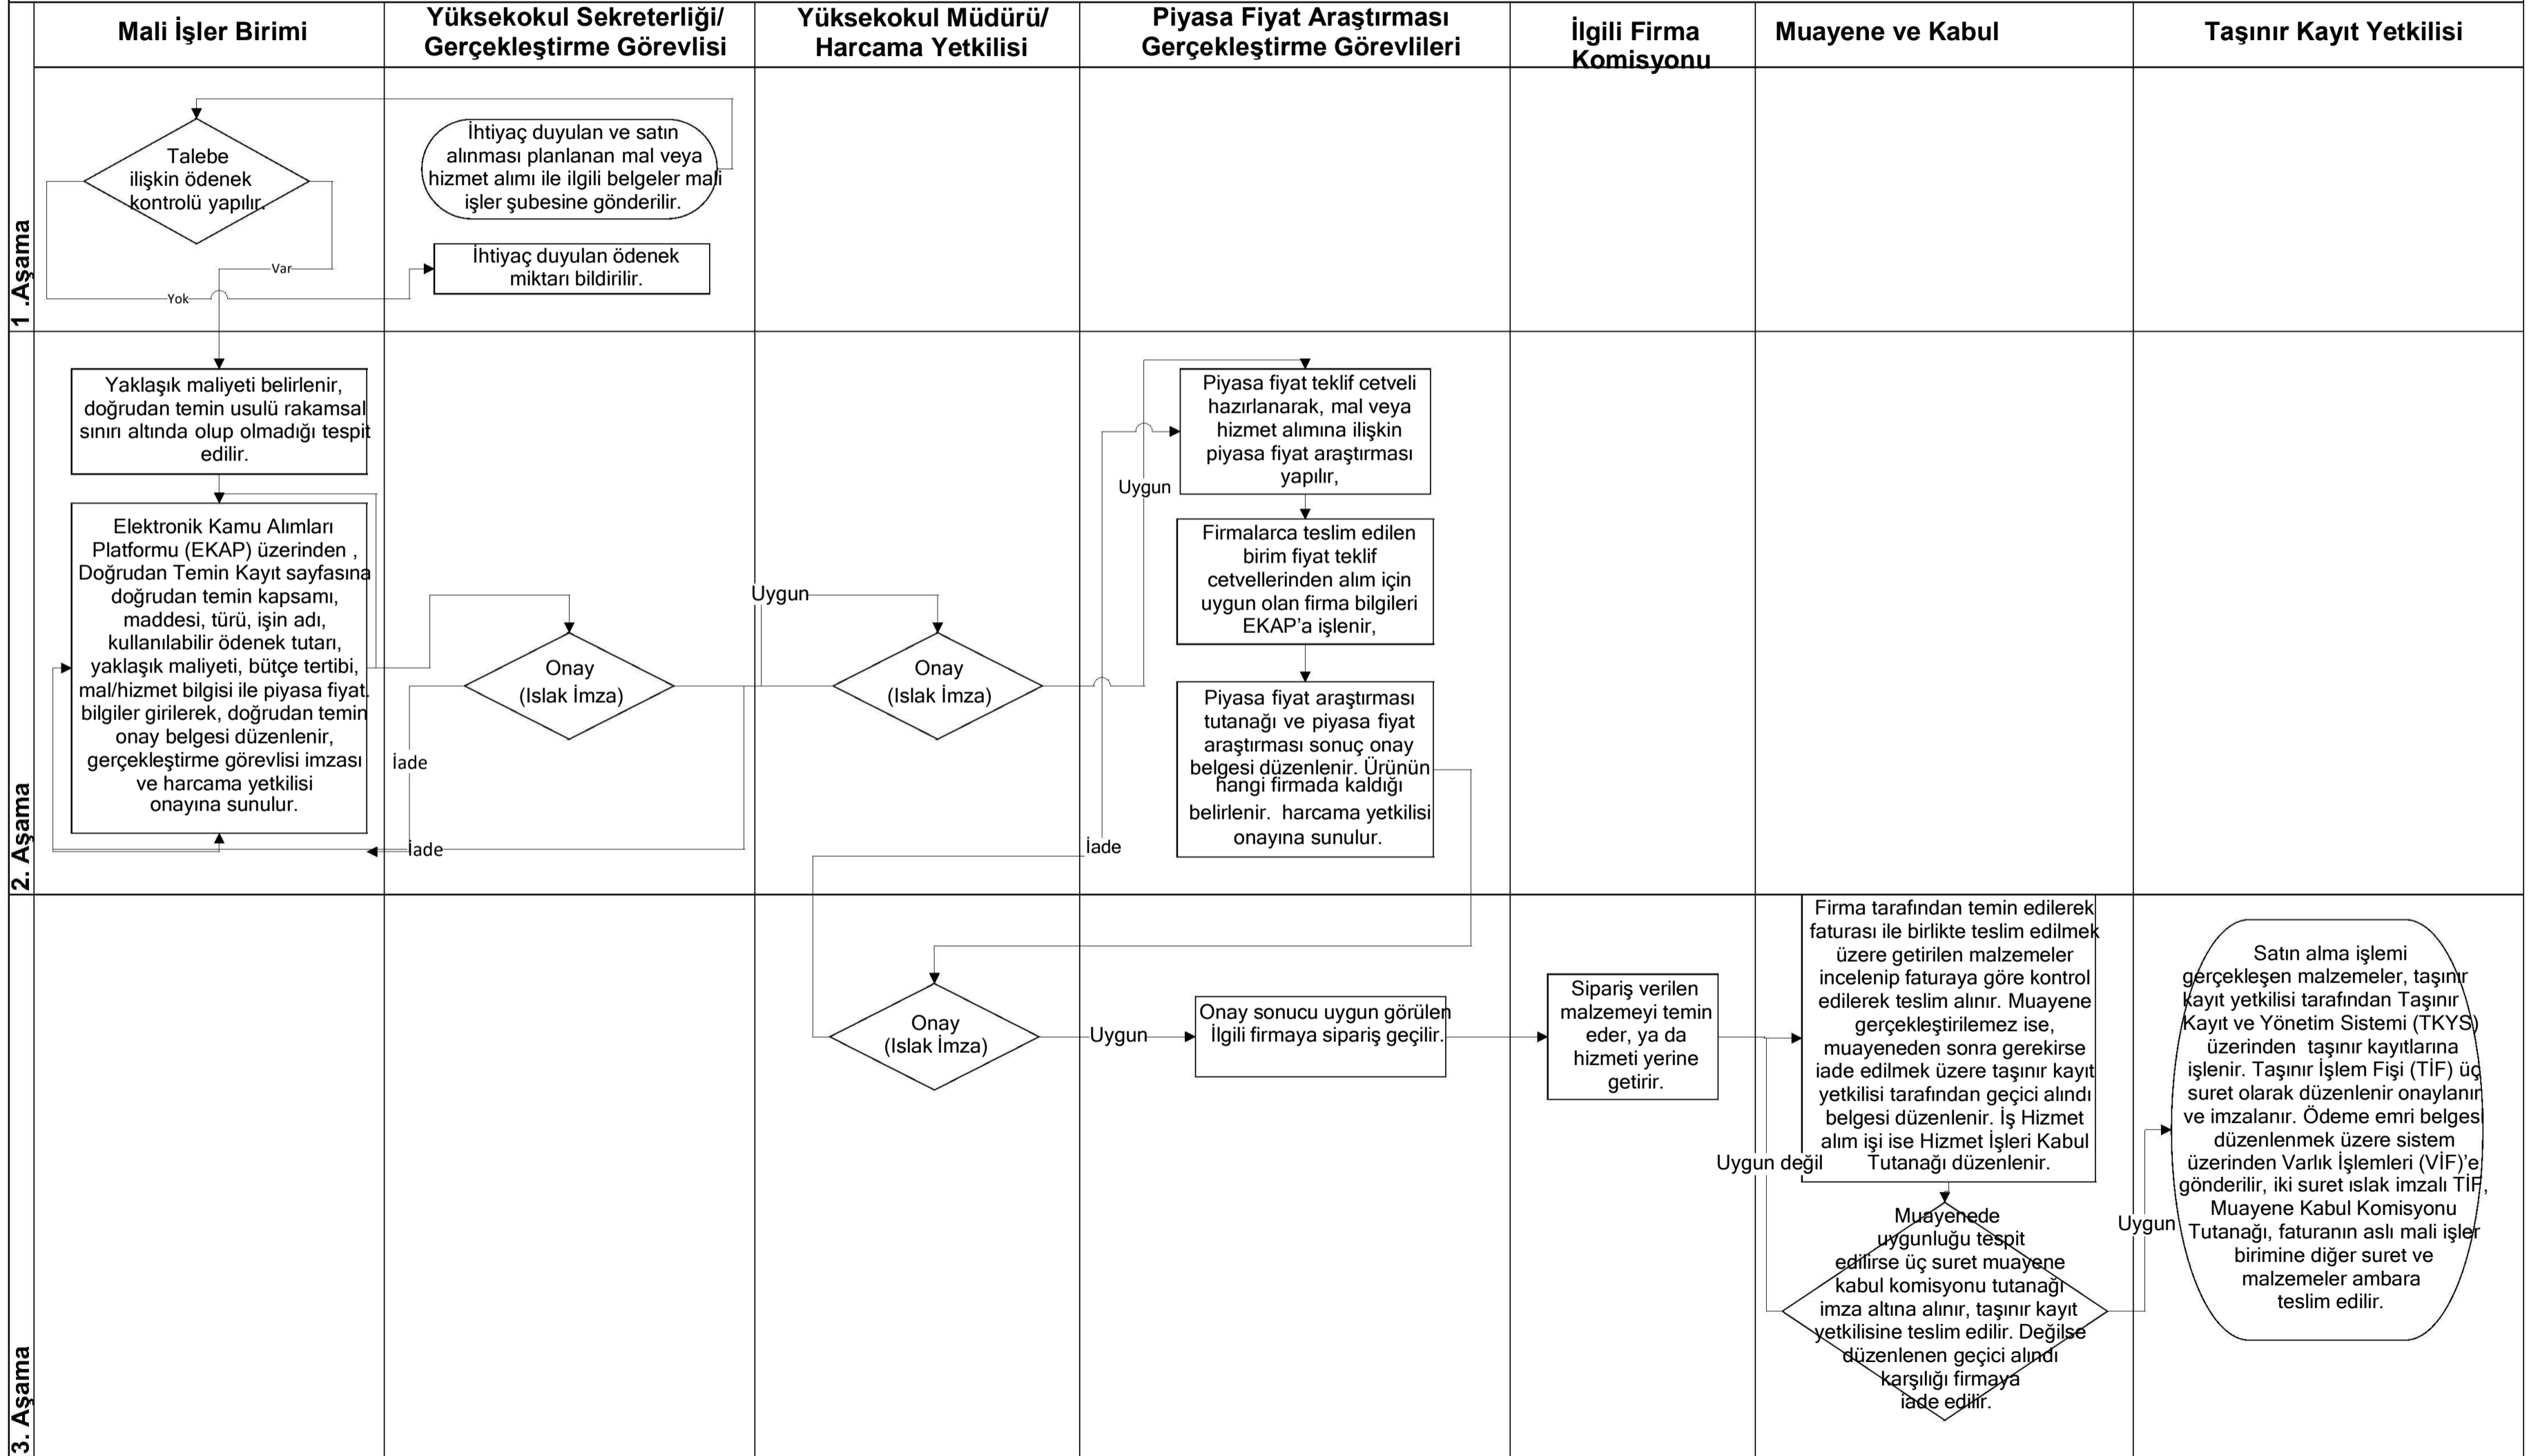 Mali İşler Birimi
Yüksekokul Sekreterliği/
Gerçekleştirme Görevlisi
Yüksekokul Müdürü/
Harcama Yetkilisi
Piyasa Fiyat Araştırması
Gerçekleştirme Görevlileri
İlgili Firma
Komisyonu
Muayene ve Kabul
Taşınır Kayıt Yetkilisi
1 .Aşama
Talebe
ilişkin ödenek
kontrolü yapılır.
İhtiyaç duyulan ve satın
alınması planlanan mal veya
hizmet alımı ile ilgili belgeler mali
işler şubesine gönderilir.
İhtiyaç duyulan ödenek
miktarı bildirilir.
Var
Yok
2. Aşama
Yaklaşık maliyeti belirlenir,
doğrudan temin usulü rakamsal
sınırı altında olup olmadığı tespit
edilir.
Elektronik Kamu Alımları
Platformu (EKAP) üzerinden ,
Doğrudan Temin Kayıt sayfasına
doğrudan temin kapsamı,
maddesi, türü, işin adı,
kullanılabilir ödenek tutarı,
yaklaşık maliyeti, bütçe tertibi,
mal/hizmet bilgisi ile piyasa fiyat.
bilgiler girilerek, doğrudan temin
onay belgesi düzenlenir,
gerçekleştirme görevlisi imzası
ve harcama yetkilisi
onayına sunulur.
Onay
(Islak İmza)
İade
İade
Uygun
Onay
(Islak İmza)
Uygun
İade
Piyasa fiyat teklif cetveli
hazırlanarak, mal veya
hizmet alımına ilişkin
piyasa fiyat araştırması
yapılır,
Firmalarca teslim edilen
birim fiyat teklif
cetvellerinden alım için
uygun olan firma bilgileri
EKAP’a işlenir,
Piyasa fiyat araştırması
tutanağı ve piyasa fiyat
araştırması sonuç onay
belgesi düzenlenir. Ürünün
hangi firmada kaldığı
belirlenir. harcama yetkilisi
onayına sunulur.
3. Aşama
Onay
(Islak İmza)
Uygun
Onay sonucu uygun görülen
İlgili firmaya sipariş geçilir.
Sipariş verilen
malzemeyi temin
eder, ya da
hizmeti yerine
getirir.
Firma tarafından temin edilerek
faturası ile birlikte teslim edilmek
üzere getirilen malzemeler
incelenip faturaya göre kontrol
edilerek teslim alınır. Muayene
gerçekleştirilemez ise,
muayeneden sonra gerekirse
iade edilmek üzere taşınır kayıt
yetkilisi tarafından geçici alındı
belgesi düzenlenir. İş Hizmet
alım işi ise Hizmet İşleri Kabul
Tutanağı düzenlenir.
Uygun değil
Muayenede
uygunluğu tespit
edilirse üç suret muayene
kabul komisyonu tutanağı
imza altına alınır, taşınır kayıt
yetkilisine teslim edilir. Değilse
düzenlenen geçici alındı
karşılığı firmaya
iade edilir.
Uygun
Satın alma işlemi
gerçekleşen malzemeler, taşınır
kayıt yetkilisi tarafından Taşınır
Kayıt ve Yönetim Sistemi (TKYS)
üzerinden taşınır kayıtlarına
işlenir. Taşınır İşlem Fişi (TİF) üç
suret olarak düzenlenir onaylanır
ve imzalanır. Ödeme emri belgesi
düzenlenmek üzere sistem
üzerinden Varlık İşlemleri (VİF)’e
gönderilir, iki suret ıslak imzalı TİF,
Muayene Kabul Komisyonu
Tutanağı, faturanın aslı mali işler
birimine diğer suret ve
malzemeler ambara
teslim edilir.